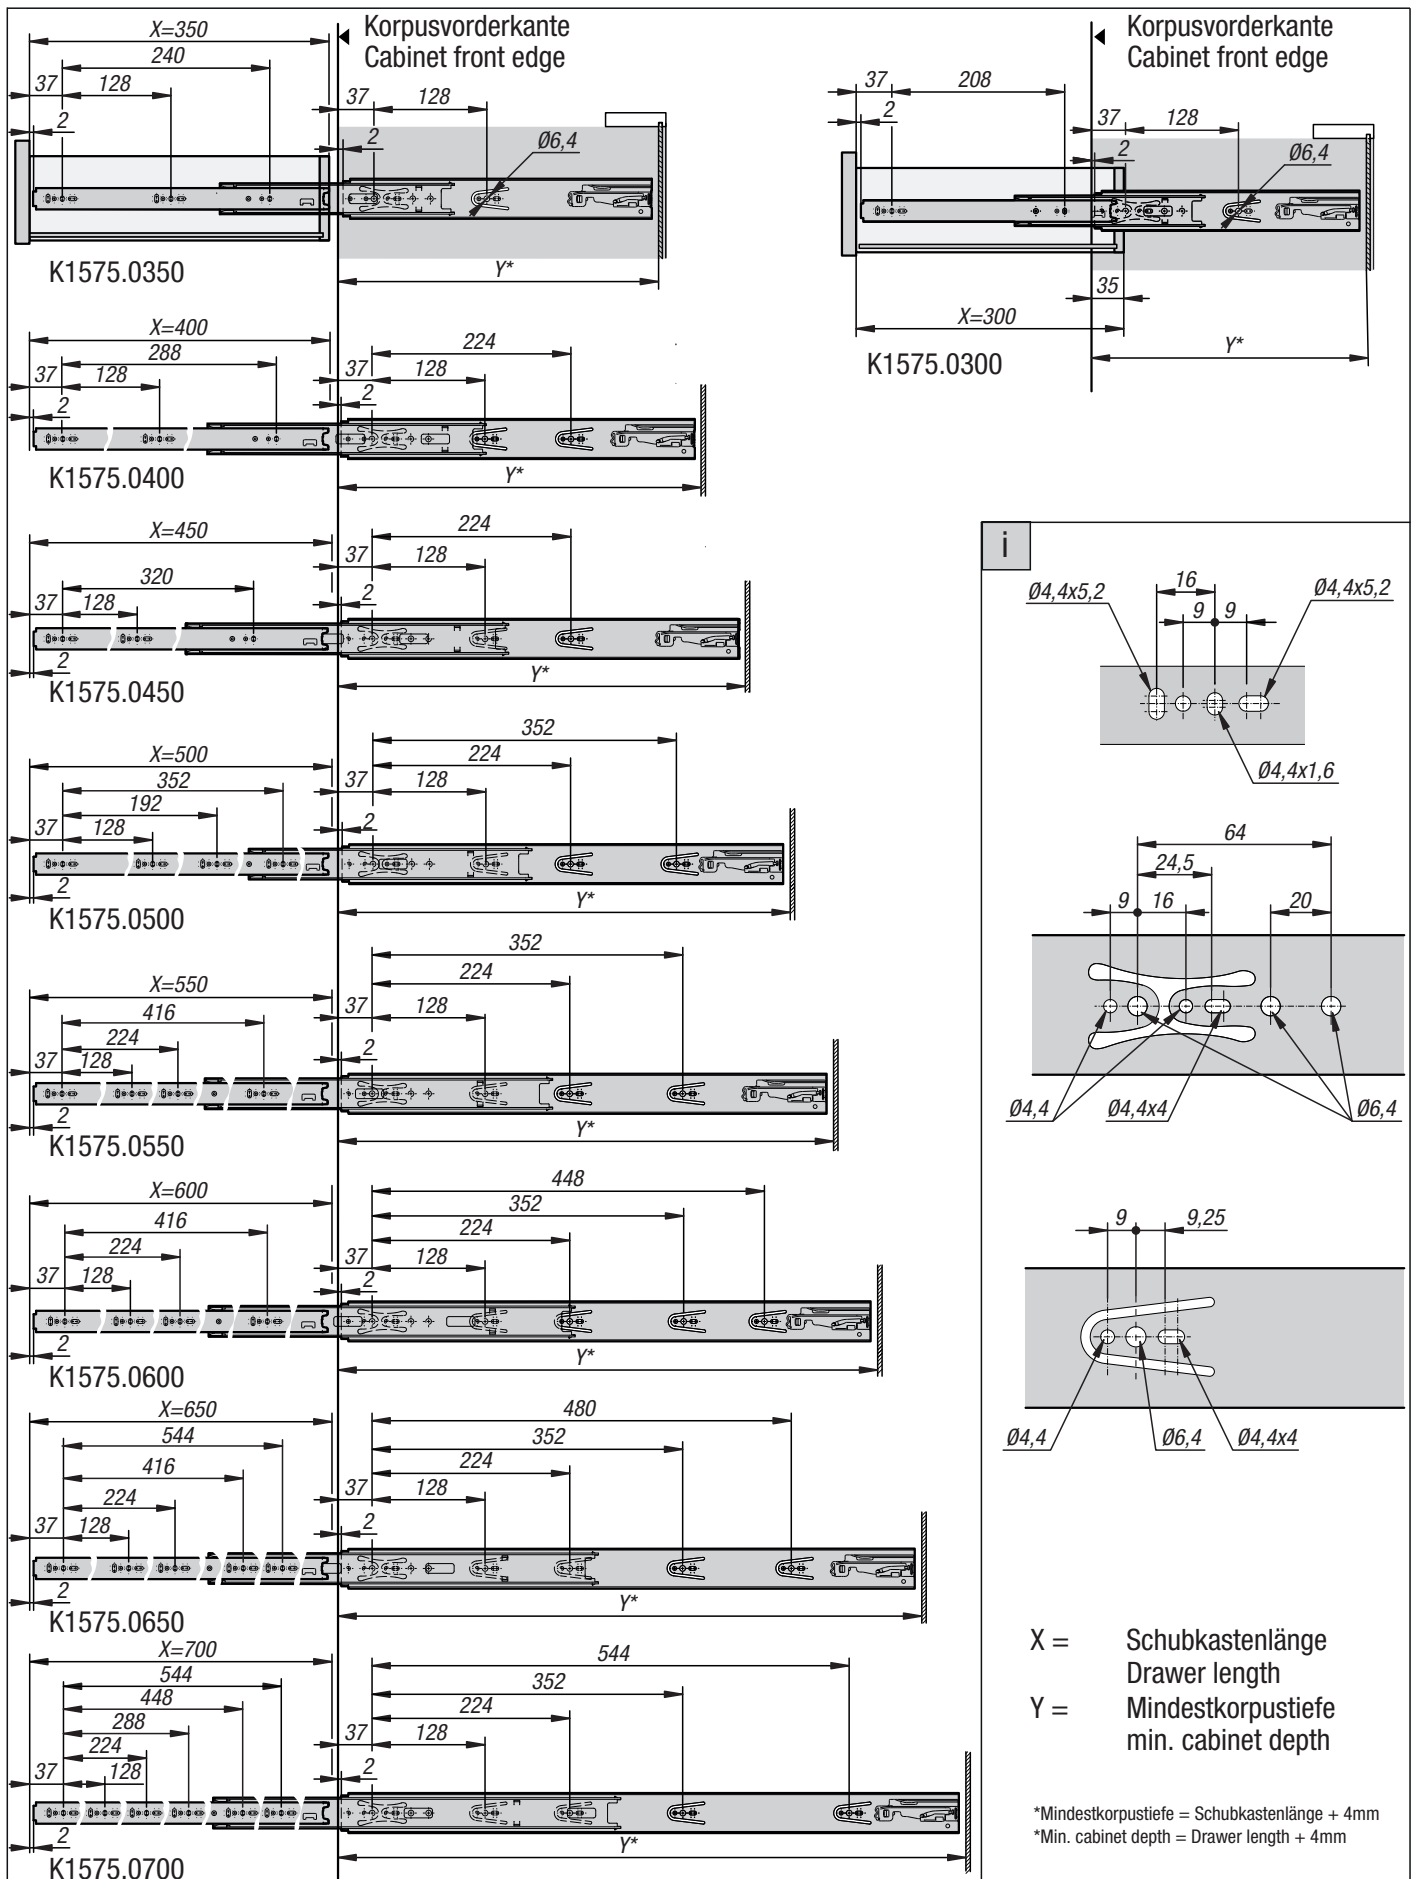 X=350
240
37
128
2
Korpusvorderkante
Cabinet front edge
37
128
2
Ø6,4
Y*
K1575.0350
Korpusvorderkante
Cabinet front edge
37
208
2
37
128
2
Ø6,4
35
X=300
Y*
K1575.0300
X=400
288
37
128
2
224
37
128
2
Y*
K1575.0400
X=450
320
37
128
2
224
37
128
2
Y*
K1575.0450
X=500
352
192
37
128
2
352
224
37
128
2
Y*
K1575.0500
X=550
416
224
37
128
2
352
224
37
128
2
Y*
K1575.0550
X=600
416
224
37
128
2
448
352
224
37
128
2
Y*
K1575.0600
X=650
544
416
224
37
128
2
480
352
224
37
128
2
Y*
K1575.0650
X=700
544
448
288
224
37
128
2
544
352
224
37
128
2
Y*
K1575.0700
i
16
Ø4,4x5,2
9
9
Ø4,4x5,2
Ø4,4x1,6
64
24,5
9
16
20
Ø4,4
Ø4,4x4
Ø6,4
9
9,25
Ø4,4
Ø6,4
Ø4,4x4
X = Schubkastenlänge
Drawer length
Y = Mindestkorpustiefe
min. cabinet depth
*Mindestkorpustiefe = Schubkastenlänge + 4mm
*Min. cabinet depth = Drawer length + 4mm